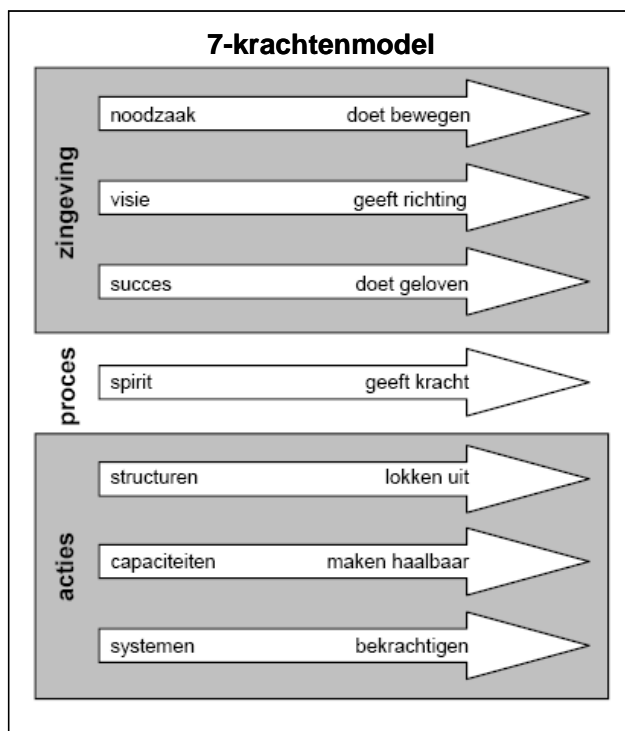 7-krachtenmodel
zingeving
noodzaak doet bewegen
visie geeft richting
succes doet geloven
proces
spirit geeft kracht
acties
structuren lokken uit
capaciteiten maken haalbaar
systemen bekrachtigen